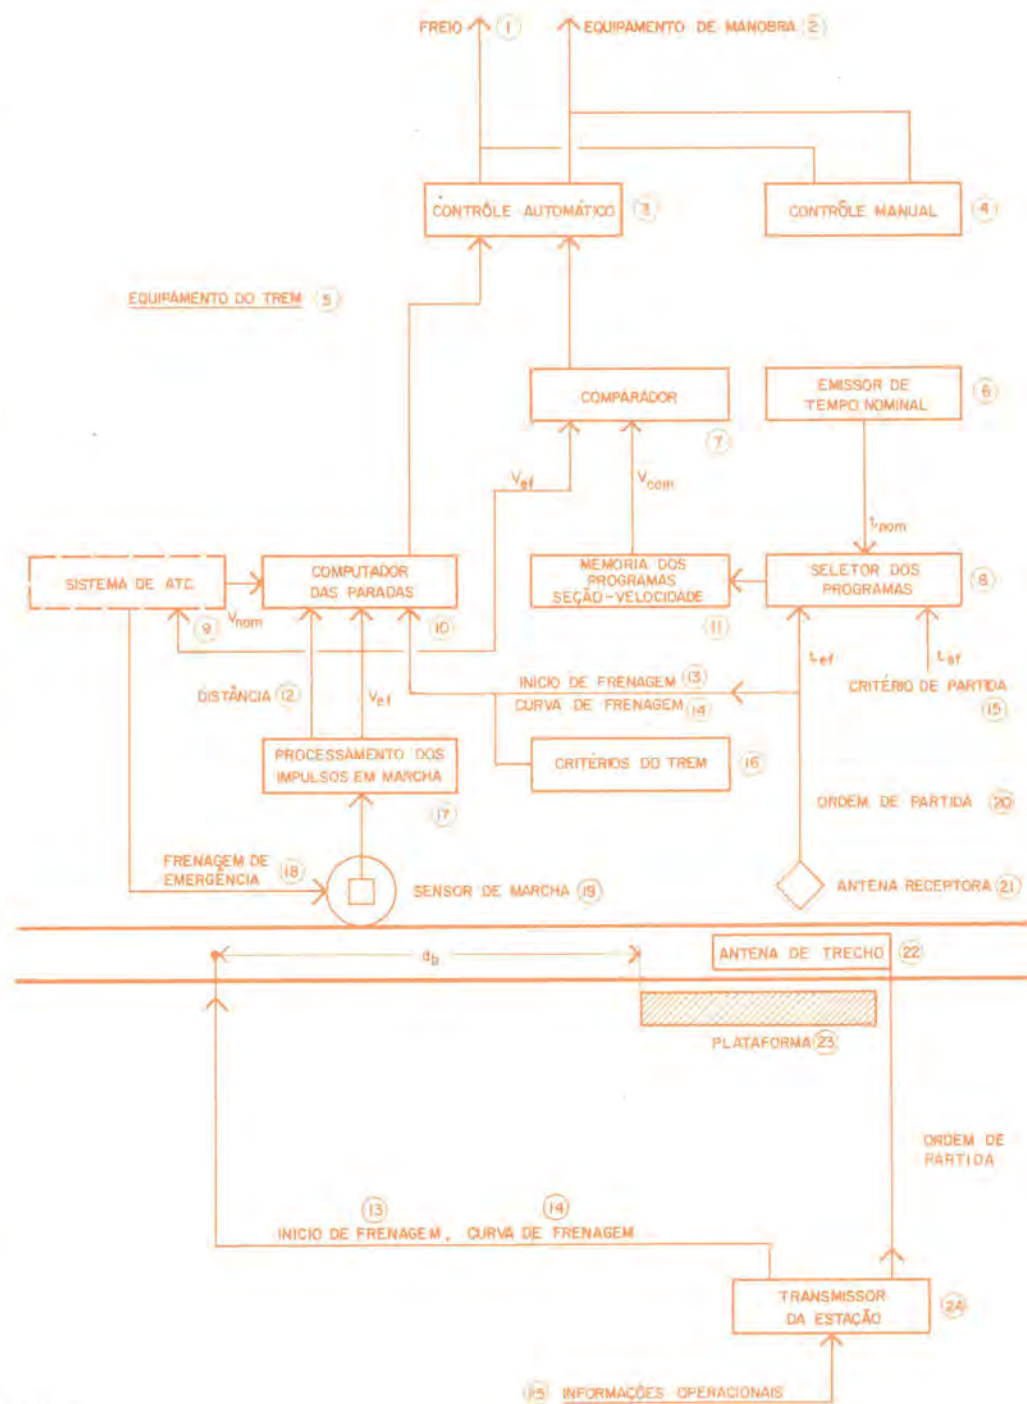 FREIO 1
EQUIPAMENTO DE MANOBRA 2
CONTRÔLE AUTOMÁTICO 3
CONTRÔLE MANUAL 4
EQUIPAMENTO DO TREM 5
EMISSOR DE
TEMPO NOMINAL
6
COMPARADOR
7
Vef
Vcom
tnom
SISTEMA DE ATC.
9
COMPUTADOR
DAS PARADAS
10
MEMÓRIA DOS
PROGRAMAS
SEÇÃO-VELOCIDADE
11
SELETOR DOS
PROGRAMAS
8
Vnom
tef
tef
DISTÂNCIA 12
Vef
INICIO DE FRENAGEM 13
CURVA DE FRENAGEM 14
CRITÉRIO DE PARTIDA
15
PROCESSAMENTO DOS
IMPULSOS EM MARCHA
17
CRITÉRIOS DO TREM 16
ORDEM DE PARTIDA 20
FRENAGEM DE
EMERGÊNCIA
18
SENSOR DE MARCHA 19
ANTENA RECEPTORA 21
db
ANTENA DE TRECHO 22
PLATAFORMA 23
ORDEM DE
PARTIDA
13 14
INICIO DE FRENAGEM, CURVA DE FRENAGEM
TRANSMISSOR
DA ESTAÇÃO
24
INFORMAÇÕES OPERACIONAIS